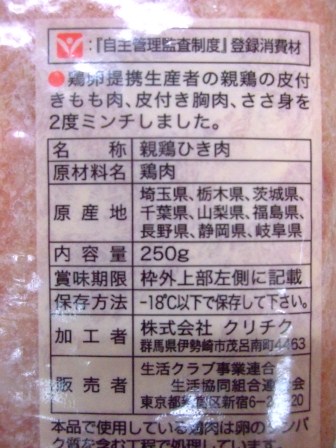 :『自主管理監査制度』登録消費材
●鶏卵提携生産者の親鶏の皮付
きもも肉、皮付き胸肉、ささ身を
2度ミンチしました。
名称 親鶏ひき肉
原材料名 鶏肉
原産地 埼玉県、栃木県、茨城県、
千葉県、山梨県、福島県、
長野県、静岡県、岐阜県
内容量 250g
賞味期限 枠外上部左側に記載
保存方法 -18℃以下で保存して下さい。
加工者 株式会社 クリチク
群馬県伊勢崎市茂呂南町4463
販売者 生活クラブ事業連合
生活協同組合連合会
東京都 新宿6-2 20
本品で使用している鶏肉は卵のタンパ
ク質を含む工程で処理しています。